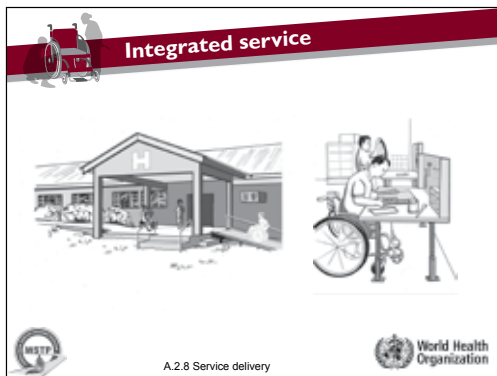 Integrated service
H
WSTP
A.2.8 Service delivery
World Health
Organization